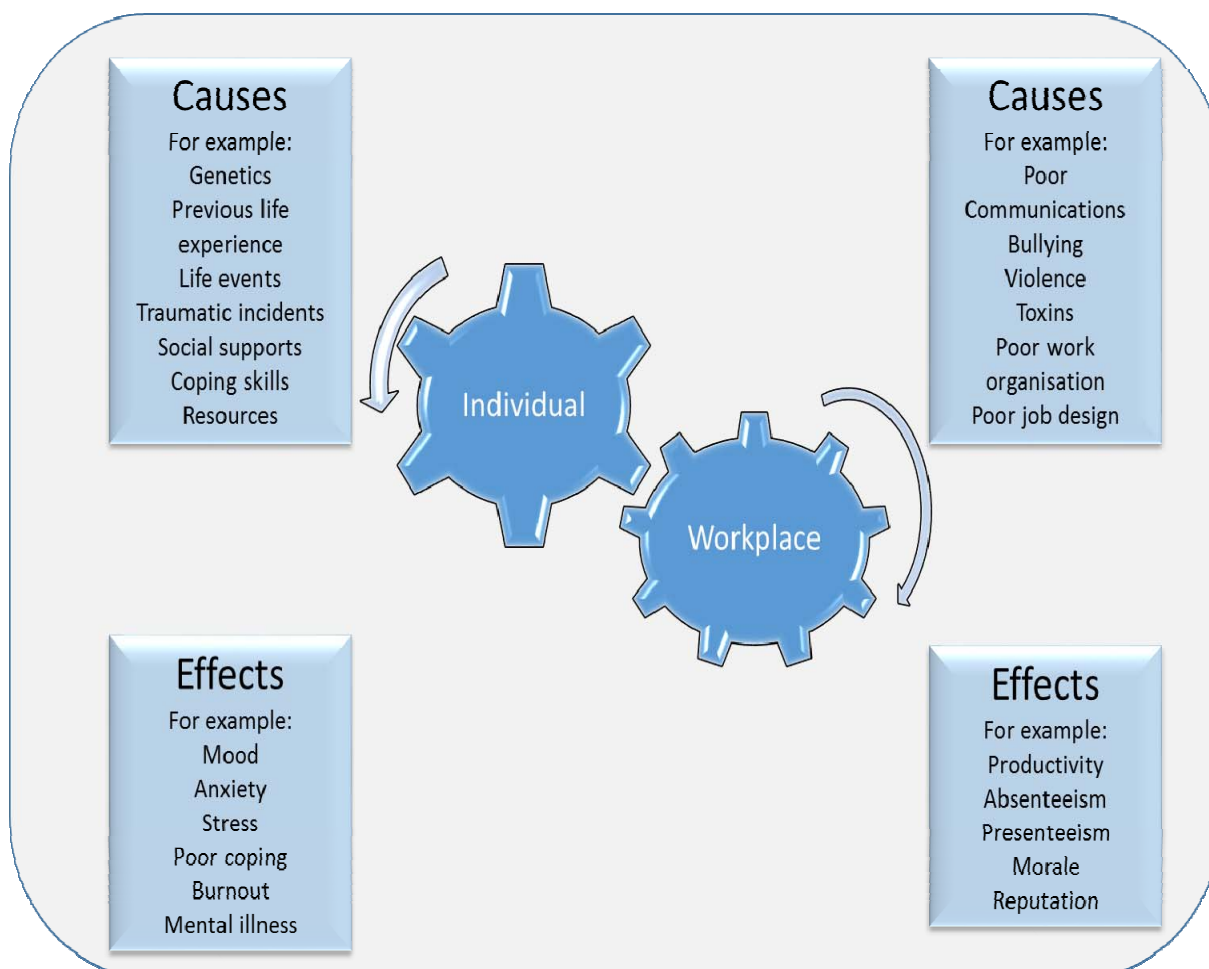 Causes
For example:
Genetics
Previous life
experience
Life events
Traumatic incidents
Social supports
Coping skills
Resources
Causes
For example:
Poor
Communications
Bullying
Violence
Toxins
Poor work
organisation
Poor job design
Individual
Workplace
Effects
For example:
Mood
Anxiety
Stress
Poor coping
Burnout
Mental illness
Effects
For example:
Productivity
Absenteeism
Presenteeism
Morale
Reputation